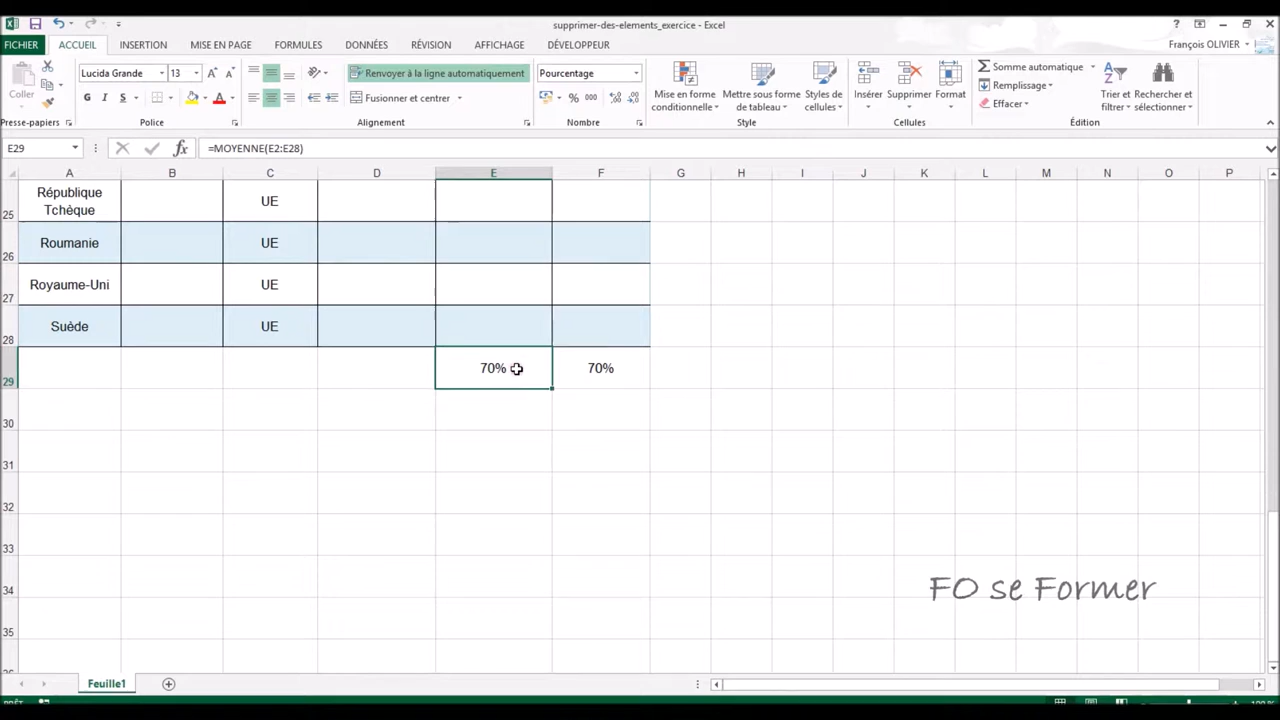 supprimer-des-elements_exercice - Excel
FICHIER ACCUEIL INSERTION MISE EN PAGE FORMULES DONNÉES RÉVISION AFFICHAGE DÉVELOPPEUR François OLIVIER
Coller
Lucida Grande 13
G I S
Renvoyer à la ligne automatiquement
Fusionner et centrer
Pourcentage
% 000
Mise en forme conditionnelle
Mettre sous forme de tableau
Styles de cellules
Insérer Supprimer Format
Somme automatique
Remplissage
Effacer
Trier et filtrer
Rechercher et sélectionner
Presse-papiers Police Alignement Nombre Style Cellules Édition
E29 fx =MOYENNE(E2:E28)
A B C D E F G H I J K L M N O P
25 République Tchèque UE
26 Roumanie UE
27 Royaume-Uni UE
28 Suède UE
29 70% 70%
30
31
32
33
34
35
FO se Former
Feuille1